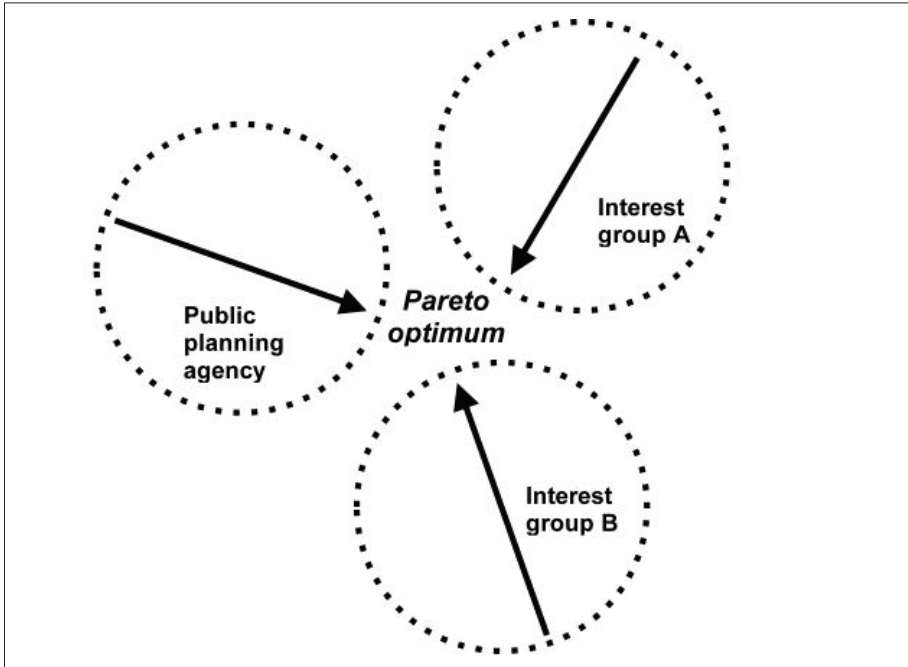 Interest
group A
Pareto
optimum
Public
planning
agency
Interest
group B